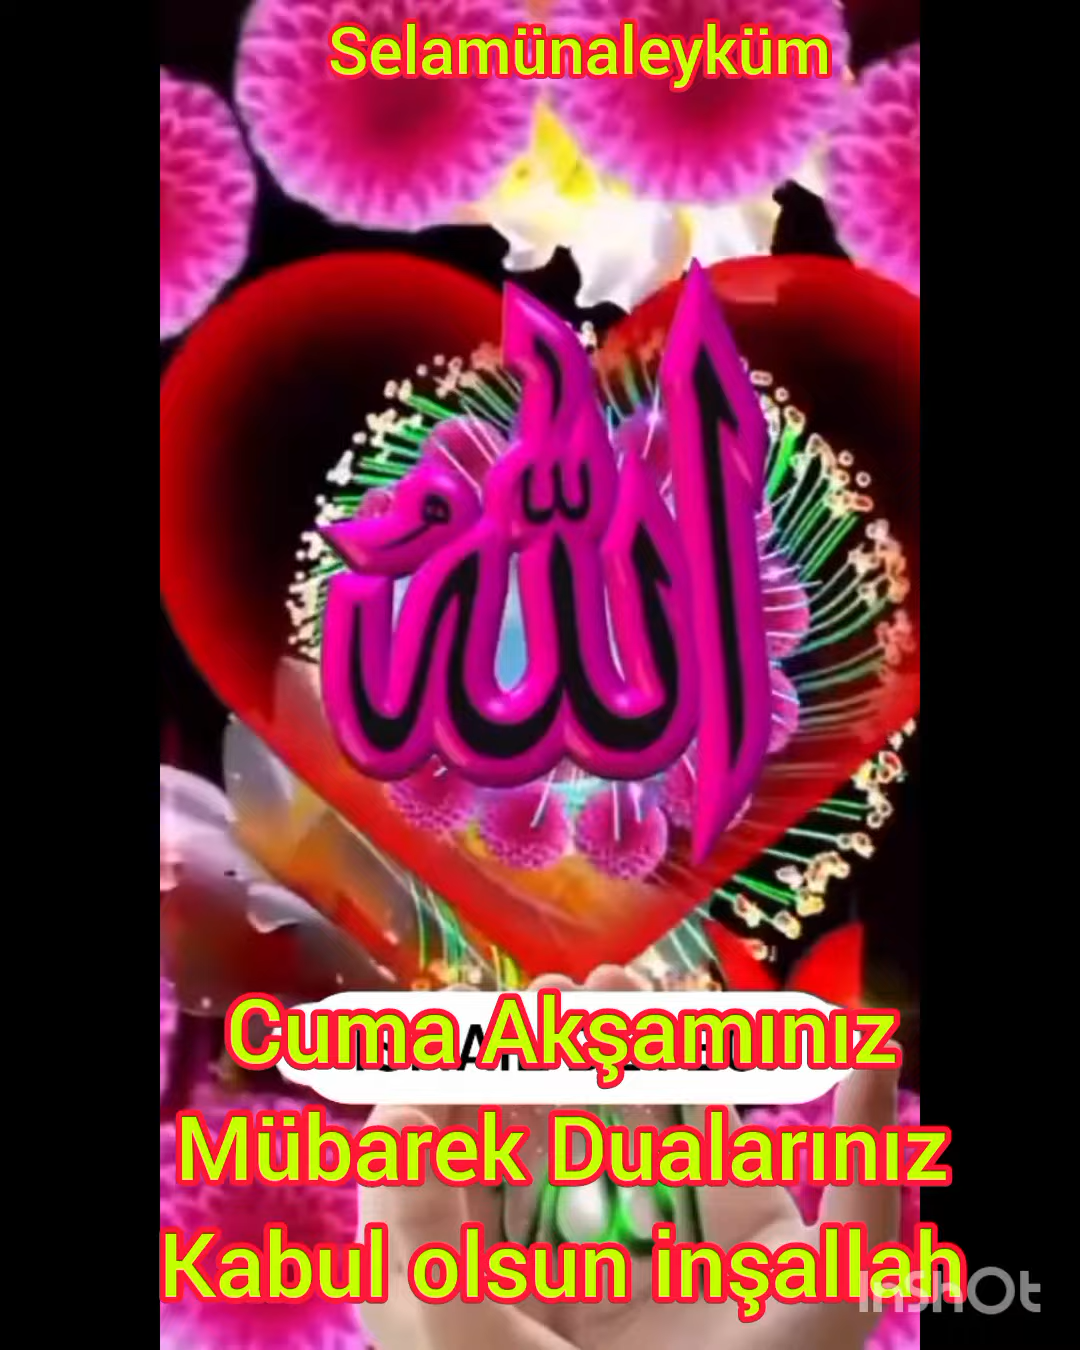 Selamünaleyküm
الله
Cuma Akşamınız
Mübarek Dualarınız
Kabul olsun inşallah
InShOt